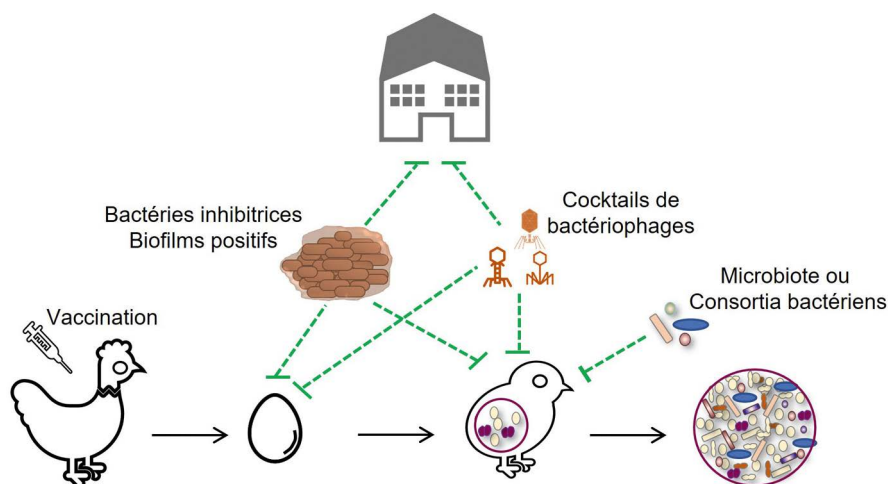 Bactéries inhibitrices
Biofilms positifs
Cocktails de
bactériophages
Microbiote ou
Consortia bactériens
Vaccination